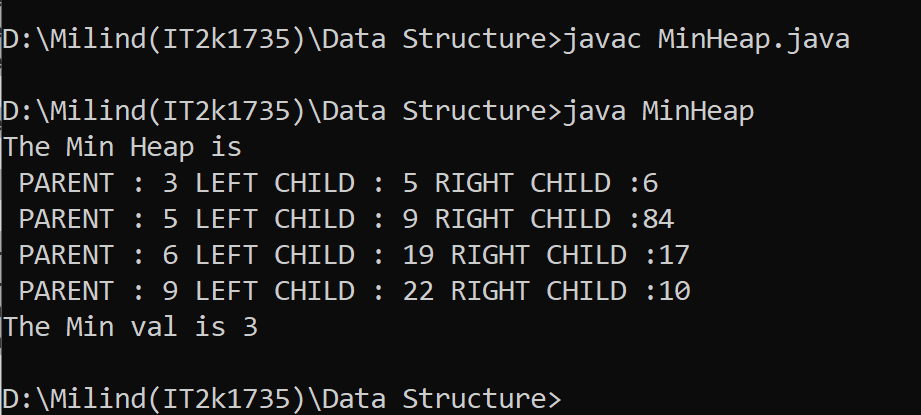 D:\Milind(IT2k1735)\Data Structure>javac MinHeap.java
D:\Milind(IT2k1735)\Data Structure>java MinHeap
The Min Heap is
 PARENT : 3 LEFT CHILD : 5 RIGHT CHILD :6
 PARENT : 5 LEFT CHILD : 9 RIGHT CHILD :84
 PARENT : 6 LEFT CHILD : 19 RIGHT CHILD :17
 PARENT : 9 LEFT CHILD : 22 RIGHT CHILD :10
The Min val is 3
D:\Milind(IT2k1735)\Data Structure>